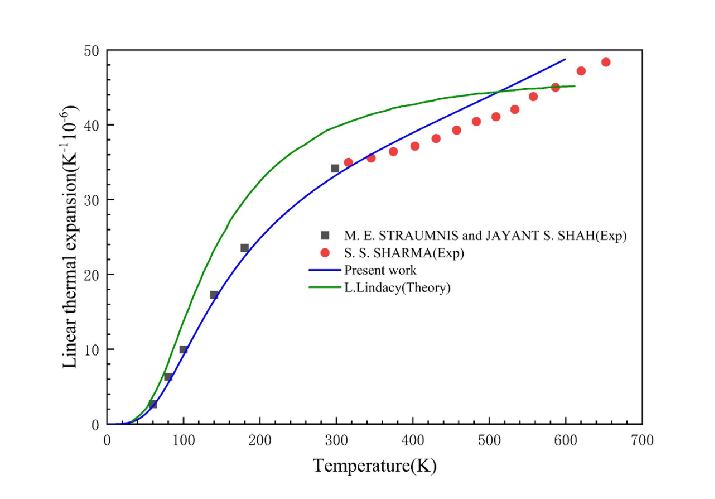 50
40
30
20
10
0
Linear thermal expansion(K⁻¹10⁻⁶)
M. E. STRAUMNIS and JAYANT S. SHAH(Exp)
S. S. SHARMA(Exp)
Present work
L.Lindacy(Theory)
0 100 200 300 400 500 600 700
Temperature(K)